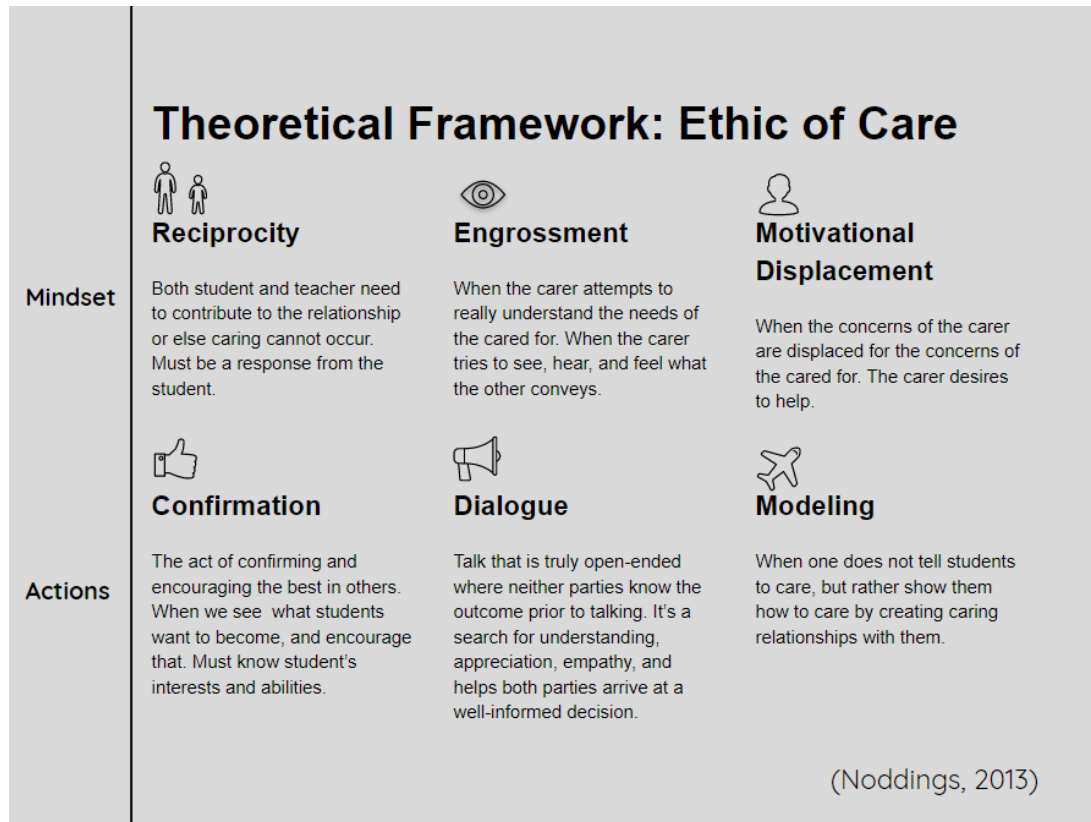 Theoretical Framework: Ethic of Care
Mindset
Reciprocity
Both student and teacher need
to contribute to the relationship
or else caring cannot occur.
Must be a response from the
student.
Engrossment
When the carer attempts to
really understand the needs of
the cared for. When the carer
tries to see, hear, and feel what
the other conveys.
Motivational
Displacement
When the concerns of the carer
are displaced for the concerns of
the cared for. The carer desires
to help.
Actions
Confirmation
The act of confirming and
encouraging the best in others.
When we see  what students
want to become, and encourage
that. Must know student's
interests and abilities.
Dialogue
Talk that is truly open-ended
where neither parties know the
outcome prior to talking. It's a
search for understanding,
appreciation, empathy, and
helps both parties arrive at a
well-informed decision.
Modeling
When one does not tell students
to care, but rather show them
how to care by creating caring
relationships with them.
(Noddings, 2013)